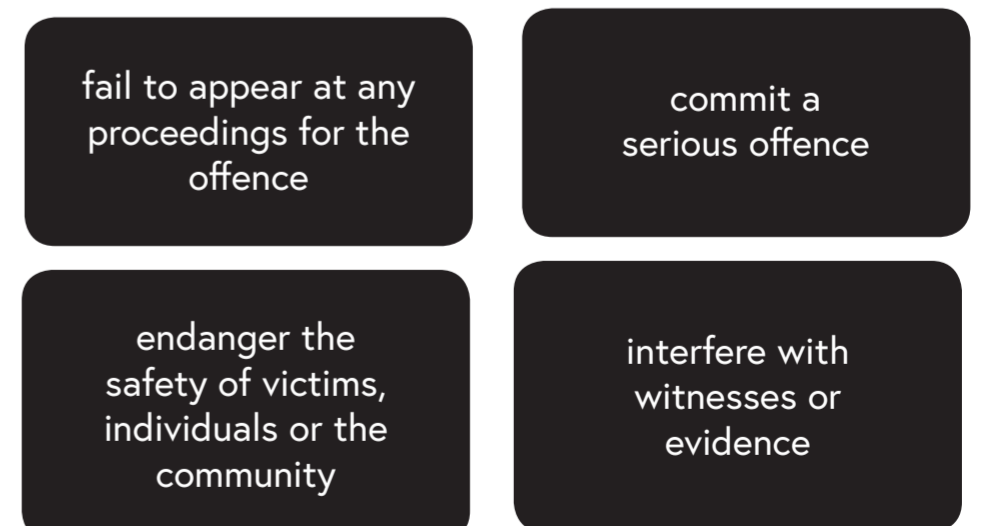 fail to appear at any
proceedings for the
offence
commit a
serious offence
endanger the
safety of victims,
individuals or the
community
interfere with
witnesses or
evidence